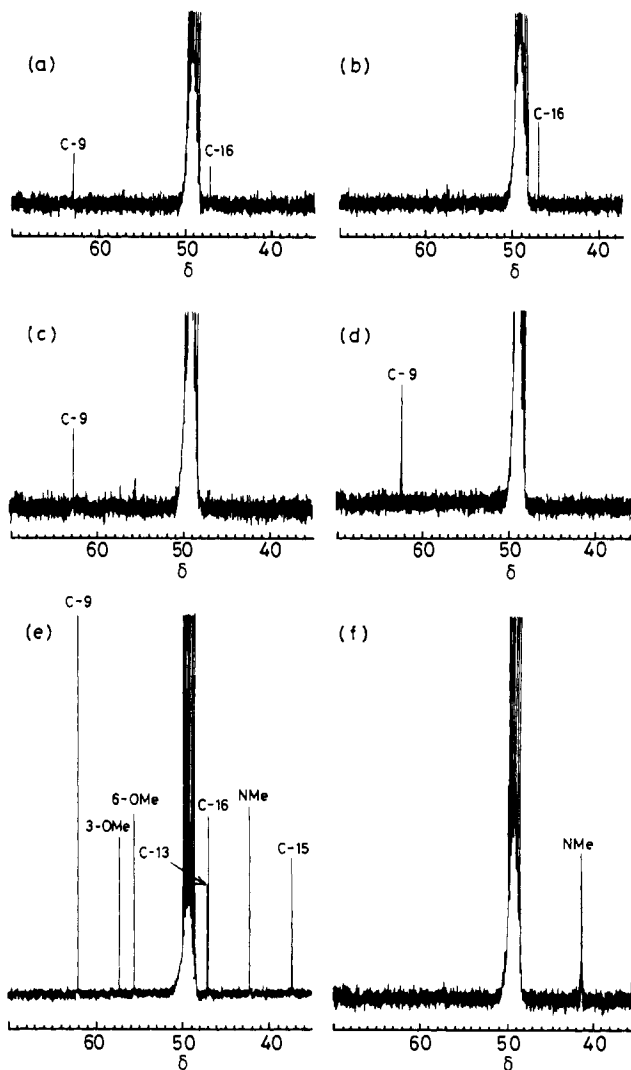 (a)
C-9
C-16
60 50 40
δ
(b)
C-16
60 50 40
δ
(c)
C-9
60 50 40
δ
(d)
C-9
60 50 40
δ
(e)
C-9
3-OMe
6-OMe
C-13
C-16
NMe
C-15
60 50 40
δ
(f)
NMe
60 50 40
δ